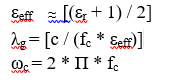 εeff ≈ [(εr + 1) / 2]
λg = [c / (fc * εeff)]
ωc = 2 * Π * fc